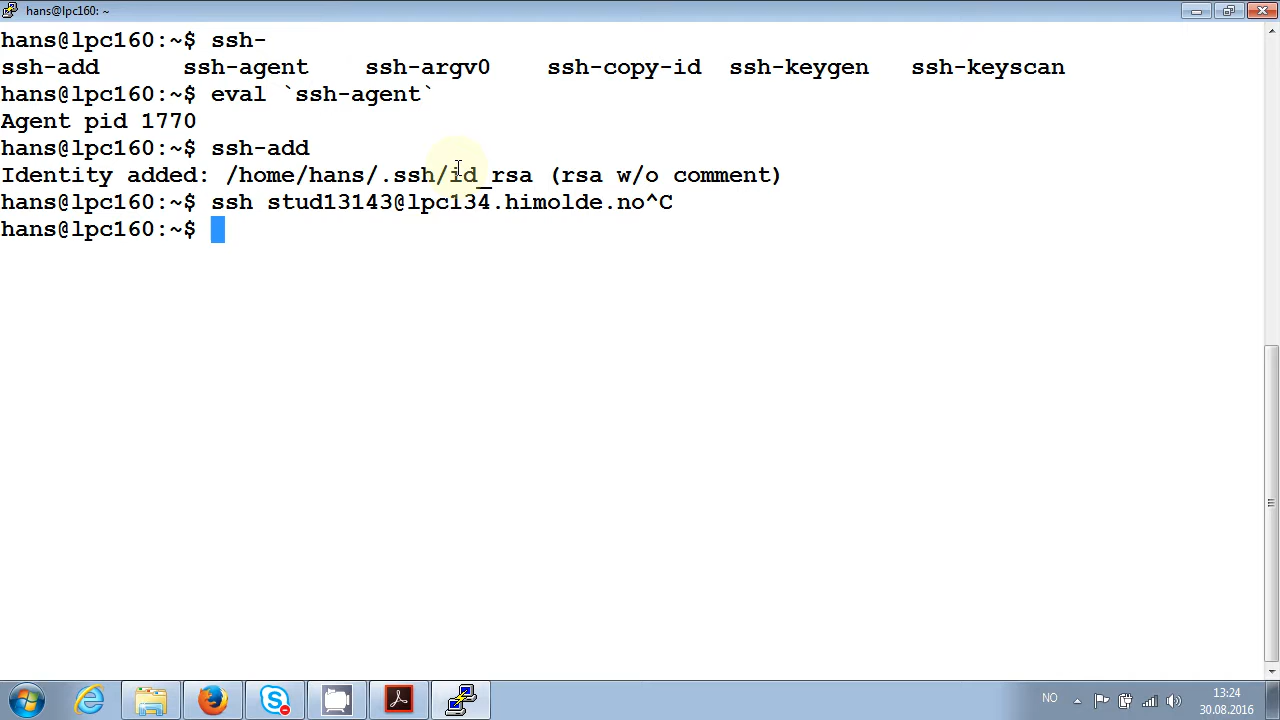 hans@lpc160: ~
hans@lpc160:~$ ssh-
ssh-add ssh-agent ssh-argv0 ssh-copy-id ssh-keygen ssh-keyscan
hans@lpc160:~$ eval `ssh-agent`
Agent pid 1770
hans@lpc160:~$ ssh-add
Identity added: /home/hans/.ssh/id_rsa (rsa w/o comment)
hans@lpc160:~$ ssh stud13143@lpc134.himolde.no^C
hans@lpc160:~$
NO
13:24
30.08.2016